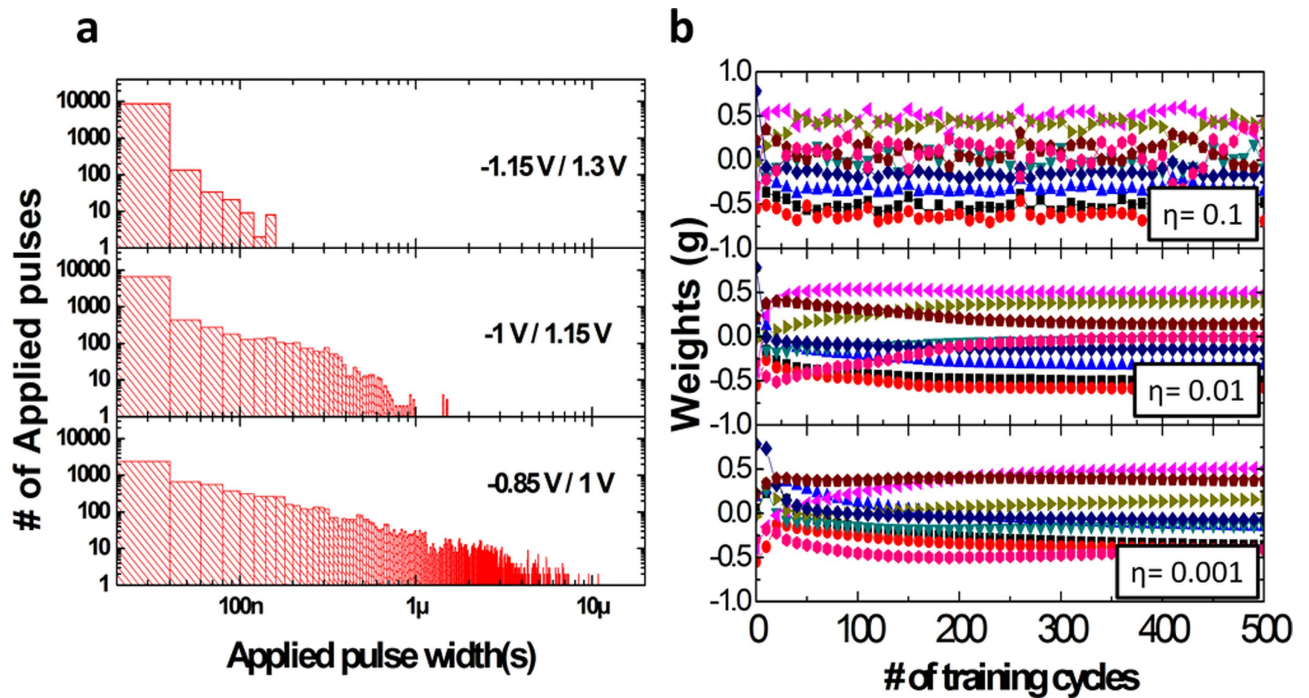 a
# of Applied pulses
10000
1000
100
10
1
-1.15 V / 1.3 V
10000
1000
100
10
1
-1 V / 1.15 V
10000
1000
100
10
1
-0.85 V / 1 V
100n
1µ
10µ
Applied pulse width(s)
b
Weights (g)
1.0
0.5
0.0
-0.5
-1.0
η= 0.1
0.5
0.0
-0.5
-1.0
η= 0.01
0.5
0.0
-0.5
-1.0
η= 0.001
0
100
200
300
400
500
# of training cycles